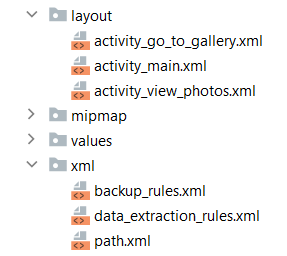 layout
activity_go_to_gallery.xml
activity_main.xml
activity_view_photos.xml
mipmap
values
xml
backup_rules.xml
data_extraction_rules.xml
path.xml